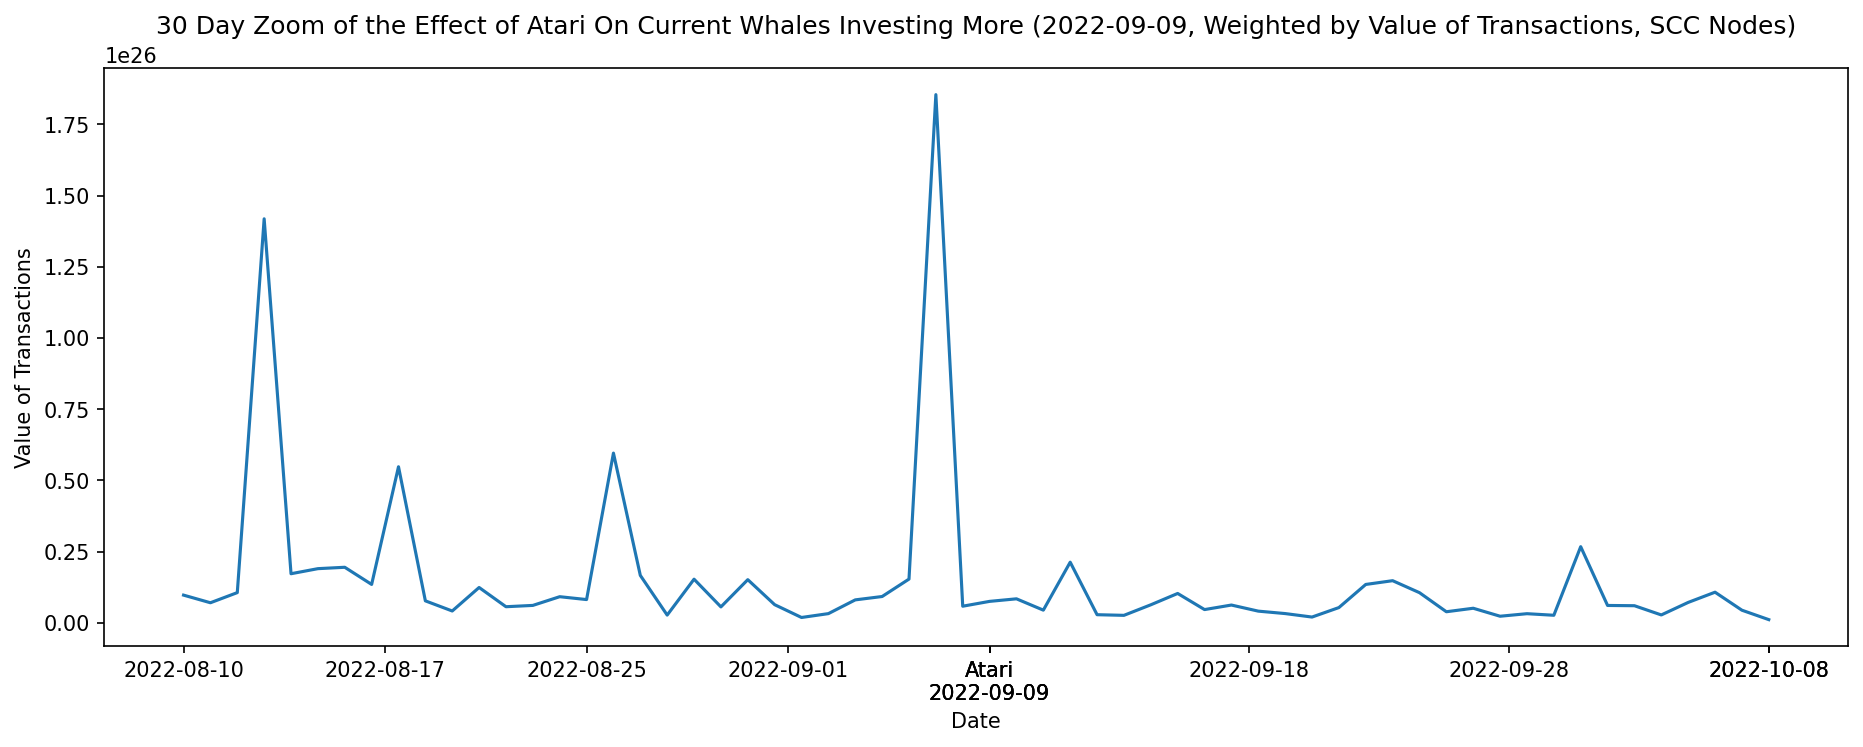 30 Day Zoom of the Effect of Atari On Current Whales Investing More (2022-09-09, Weighted by Value of Transactions, SCC Nodes)
1e26
1.75
1.50
1.25
1.00
0.75
0.50
0.25
0.00
Value of Transactions
2022-08-10 2022-08-17 2022-08-25 2022-09-01 Atari 2022-09-18 2022-09-28 2022-10-08
2022-09-09
Date